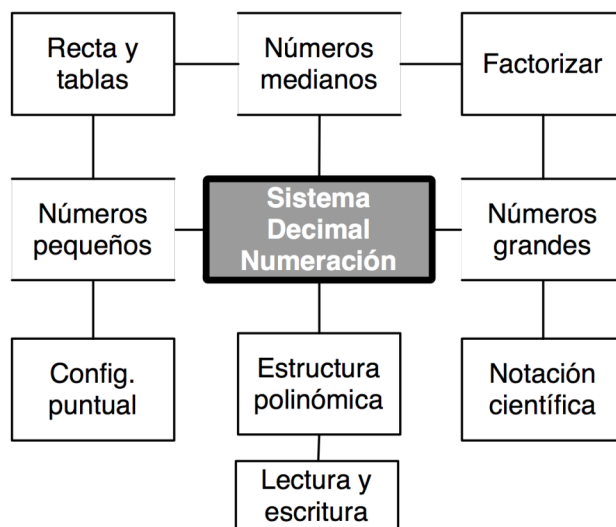 Recta y
tablas
Números
medianos
Factorizar
Números
pequeños
Sistema
Decimal
Numeración
Números
grandes
Config.
puntual
Estructura
polinómica
Notación
científica
Lectura y
escritura